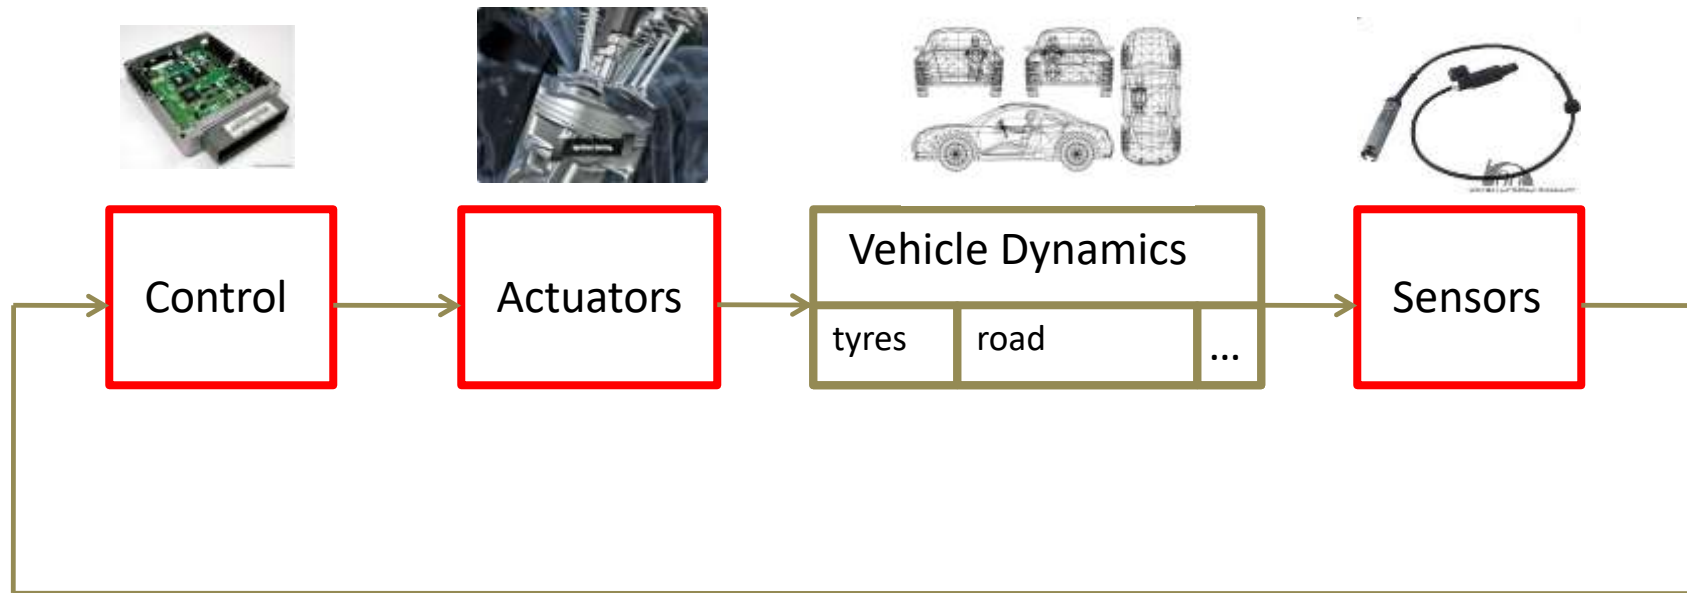 Control
Actuators
Vehicle Dynamics
tyres
road
...
Sensors